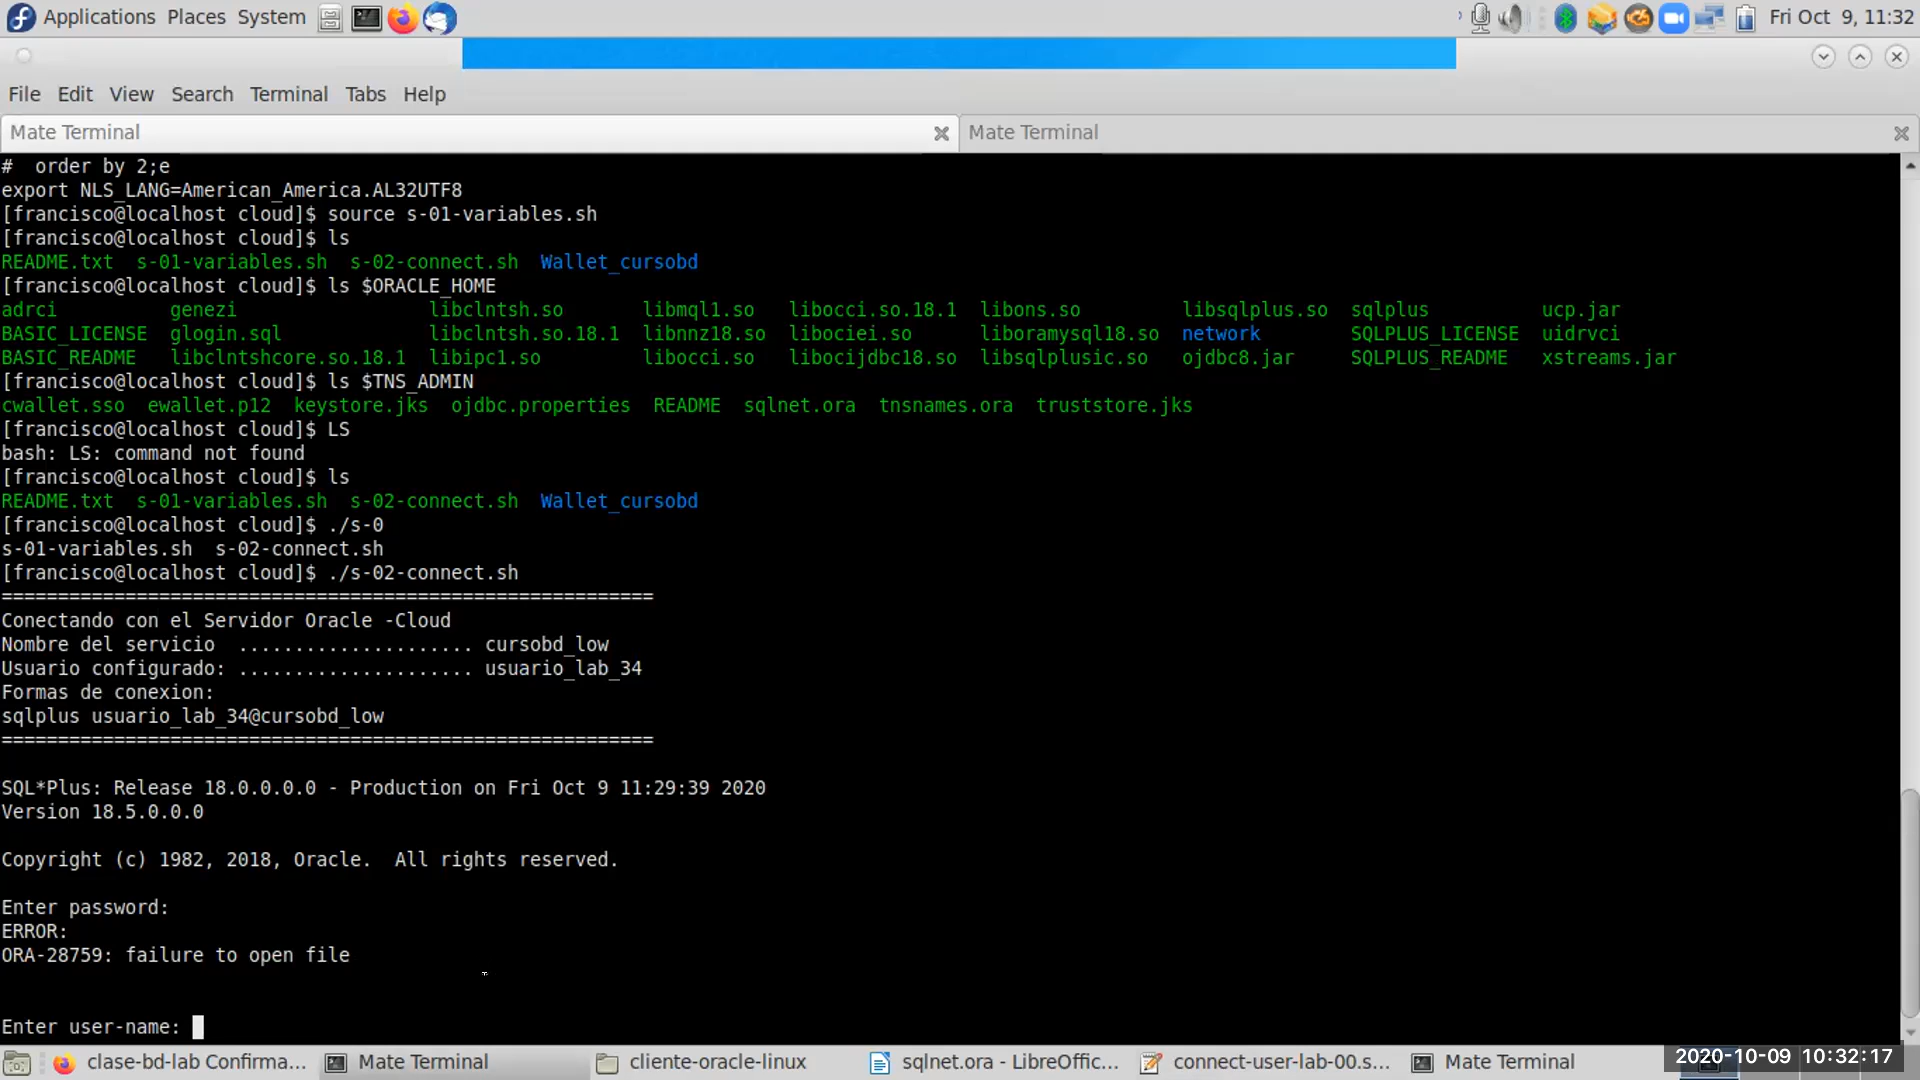 Applications Places System
Fri Oct 9, 11:32
File Edit View Search Terminal Tabs Help
Mate Terminal
Mate Terminal
#  order by 2;e
export NLS_LANG=American_America.AL32UTF8
[francisco@localhost cloud]$ source s-01-variables.sh
[francisco@localhost cloud]$ ls
README.txt  s-01-variables.sh  s-02-connect.sh  Wallet_cursobd
[francisco@localhost cloud]$ ls $ORACLE_HOME
adrci genezi libclntsh.so libmql1.so libocci.so.18.1 libons.so libsqlplus.so sqlplus ucp.jar
BASIC_LICENSE glogin.sql libclntsh.so.18.1 libnnz18.so libociei.so liboramysql18.so network SQLPLUS_LICENSE uidrvci
BASIC_README libclntshcore.so.18.1 libipc1.so libocci.so libocijdbc18.so libsqlplusic.so ojdbc8.jar SQLPLUS_README xstreams.jar
[francisco@localhost cloud]$ ls $TNS_ADMIN
cwallet.sso  ewallet.p12  keystore.jks  ojdbc.properties  README  sqlnet.ora  tnsnames.ora  truststore.jks
[francisco@localhost cloud]$ LS
bash: LS: command not found
[francisco@localhost cloud]$ ls
README.txt  s-01-variables.sh  s-02-connect.sh  Wallet_cursobd
[francisco@localhost cloud]$ ./s-0
s-01-variables.sh  s-02-connect.sh
[francisco@localhost cloud]$ ./s-02-connect.sh
==========================================================
Conectando con el Servidor Oracle -Cloud
Nombre del servicio  ..................... cursobd_low
Usuario configurado: ..................... usuario_lab_34
Formas de conexion:
sqlplus usuario_lab_34@cursobd_low
==========================================================
SQL*Plus: Release 18.0.0.0.0 - Production on Fri Oct 9 11:29:39 2020
Version 18.5.0.0.0
Copyright (c) 1982, 2018, Oracle.  All rights reserved.
Enter password:
ERROR:
ORA-28759: failure to open file
Enter user-name:
clase-bd-lab Confirma...
Mate Terminal
cliente-oracle-linux
sqlnet.ora - LibreOffic...
connect-user-lab-00.s...
Mate Terminal
2020-10-09 10:32:17